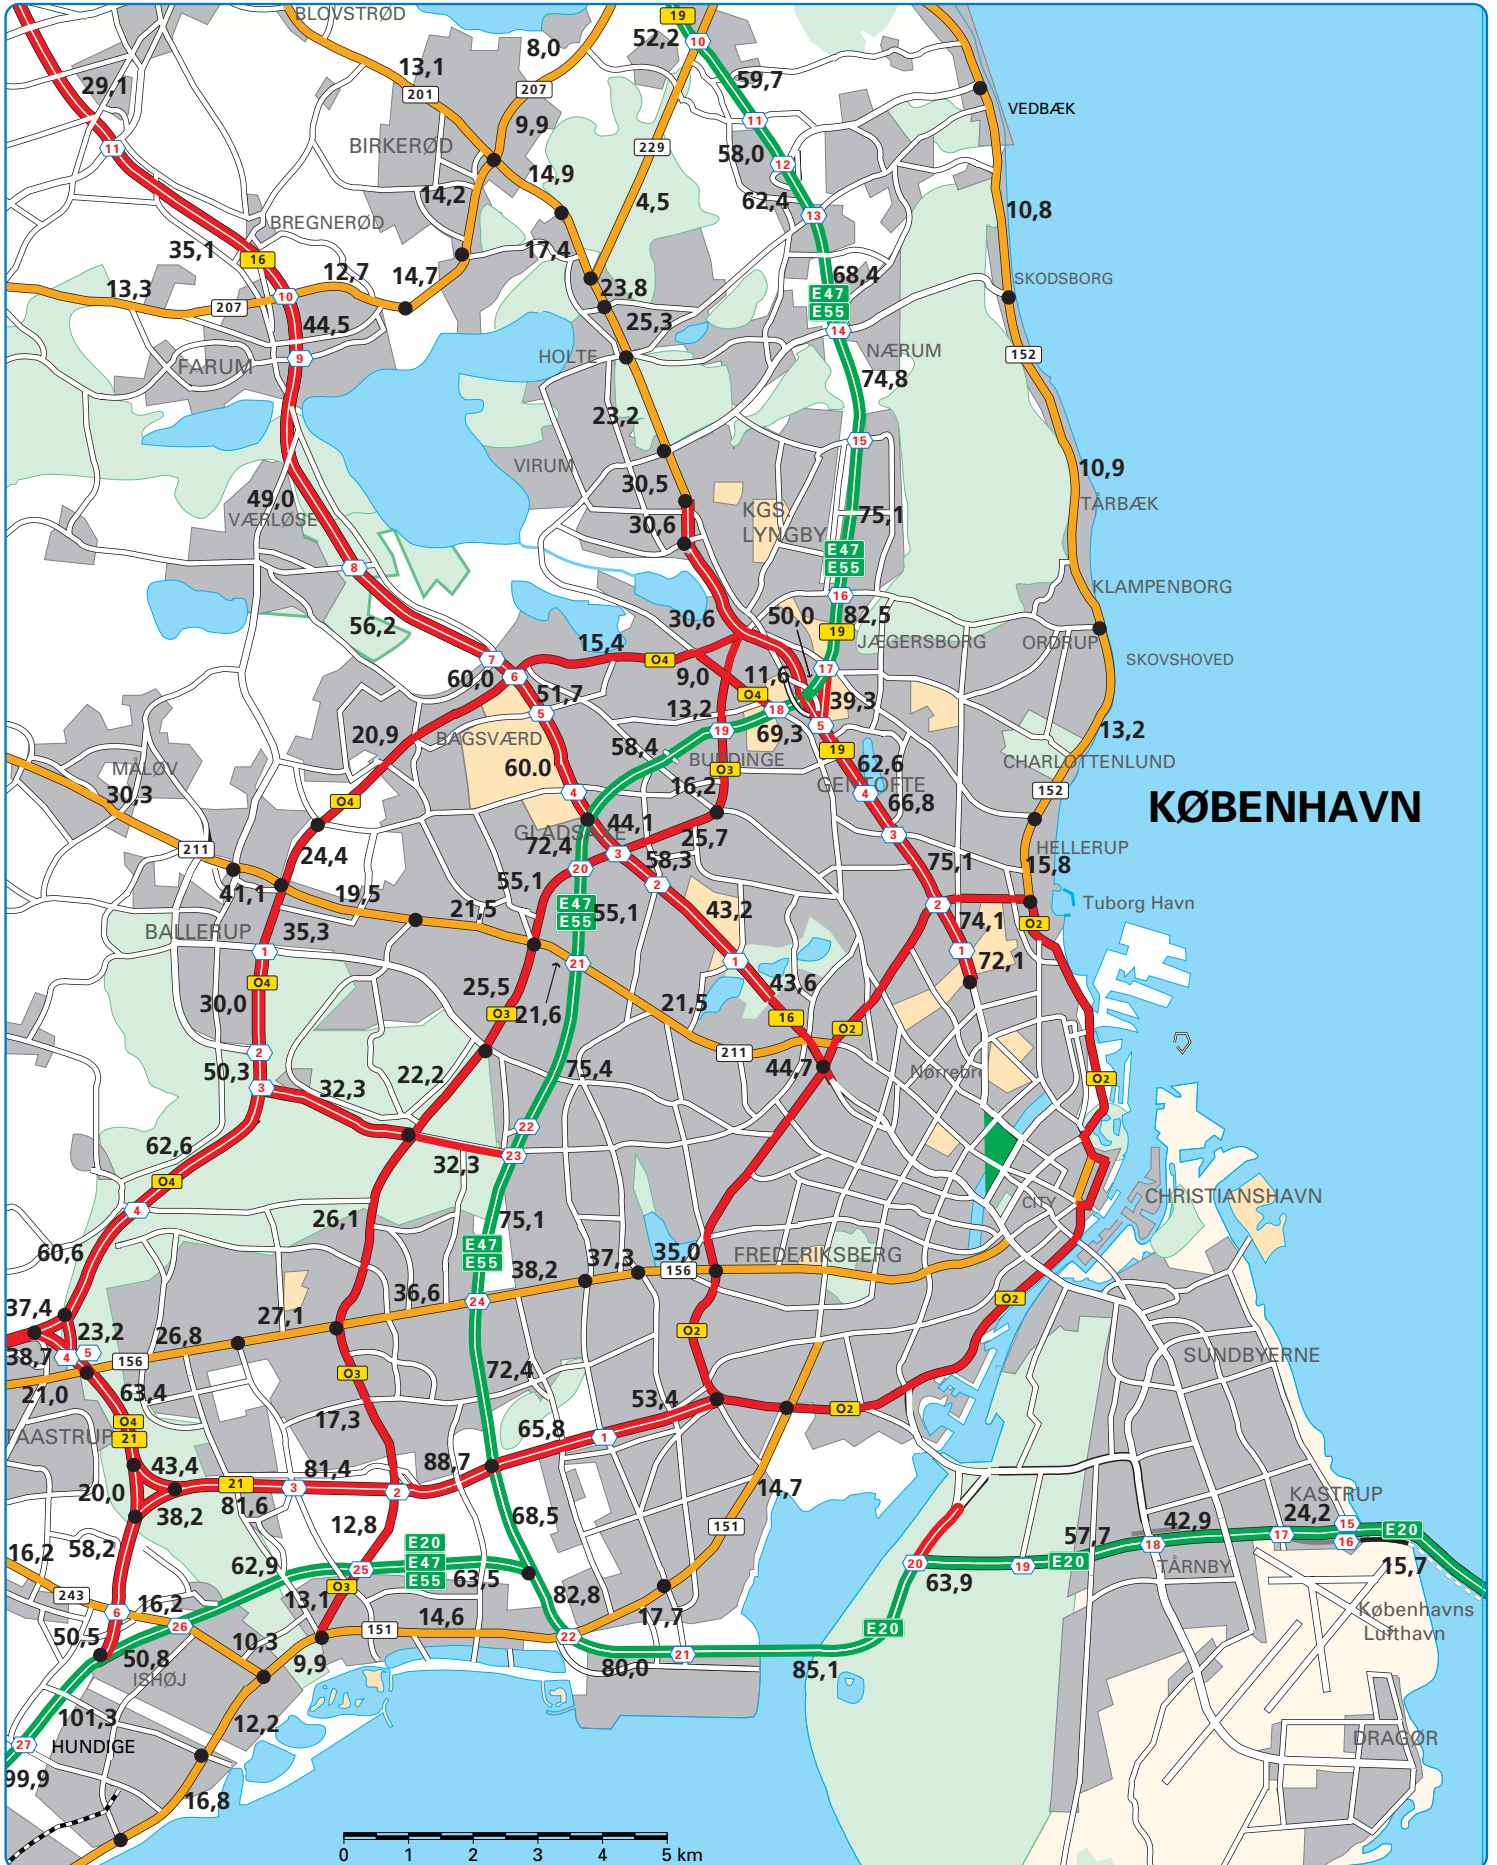 BLOVSTRØD
19
52,2
10
8,0
13,1
59,7
29,1
201
207
VEDBÆK
9,9
11
11
BIRKERØD
229
58,0
12
14,9
14,2
4,5
62,4
13
10,8
BREGNERØD
35,1
17,4
16
12,7
14,7
68,4
SKODSBORG
13,3
23,8
E47
E55
207
10
44,5
25,3
14
9
HOLTE
NÆRUM
152
FARUM
74,8
23,2
15
VIRUM
10,9
30,5
49,0
KGS.
LYNGBY
TÅRBÆK
VÆRLØSE
30,6
75,1
E47
E55
8
KLAMPENBORG
16
56,2
30,6
50,0
82,5
19
15,4
JÆGERSBORG
ORDRUP
SKOVSHOVED
7
O4
17
60,0
6
9,0
11,6
51,7
O4
39,3
5
13,2
18
5
20,9
BAGSVÆRD
19
69,3
13,2
58,4
19
BUDDINGE
62,6
CHARLOTTENLUND
MÅLØV
60.0
O3
GENTOFTE
30,3
4
16,2
4
152
O4
66,8
KØBENHAVN
44,1
GLADSAXE
3
72,4
25,7
HELLERUP
211
24,4
3
58,3
75,1
15,8
20
2
41,1
19,5
55,1
E47
E55
2
Tuborg Havn
21,5
55,1
43,2
74,1
O2
BALLERUP
35,3
1
1
1
72,1
21
O4
25,5
43,6
30,0
O3
21,6
21,5
16
O2
2
211
50,3
22,2
75,4
44,7
Nørrebro
3
32,3
O2
22
62,6
32,3
23
O4
CHRISTIANSHAVN
4
CITY
26,1
75,1
60,6
E47
E55
37,3
35,0
FREDERIKSBERG
38,2
156
36,6
24
O2
37,4
27,1
23,2
O2
26,8
38,7
4
5
156
SUNDBYERNE
O3
72,4
21,0
63,4
53,4
O4
17,3
O2
21
65,8
TAASTRUP
1
43,4
81,4
88,7
20,0
21
3
2
14,7
KASTRUP
81,6
38,2
68,5
24,2
42,9
15
12,8
151
57,7
E20
58,2
E20
17
16
16,2
18
62,9
E47
E55
25
20
19
E20
TÅRNBY
15,7
63,5
63,9
243
O3
82,8
16,2
13,1
14,6
17,7
Københavns
Lufthavn
6
26
151
E20
50,5
10,3
22
21
50,8
9,9
80,0
85,1
ISHØJ
101,3
12,2
27
HUNDIGE
DRAGØR
99,9
16,8
0 1 2 3 4 5 km